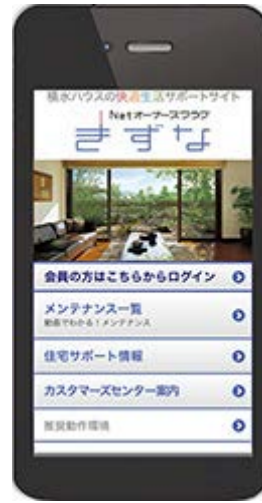 積水ハウスの快適生活サポートサイト
Netオーナーズクラブ
きずな
会員の方はこちらからログイン
メンテナンス一覧
動画でわかる!メンテナンス
住宅サポート情報
カスタマーズセンター案内
推奨動作環境